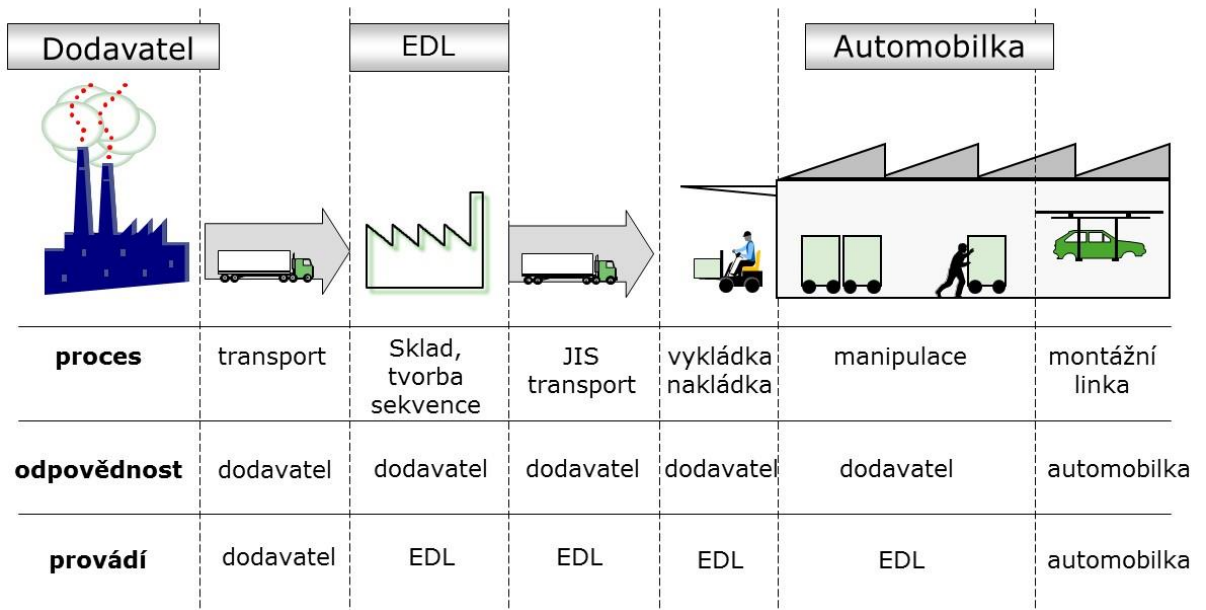 Dodavatel EDL Automobilka
proces transport Sklad, tvorba sekvence JIS transport vykládka nakládka manipulace montážní linka
odpovědnost dodavatel dodavatel dodavatel dodavatel dodavatel automobilka
provádí dodavatel EDL EDL EDL EDL automobilka